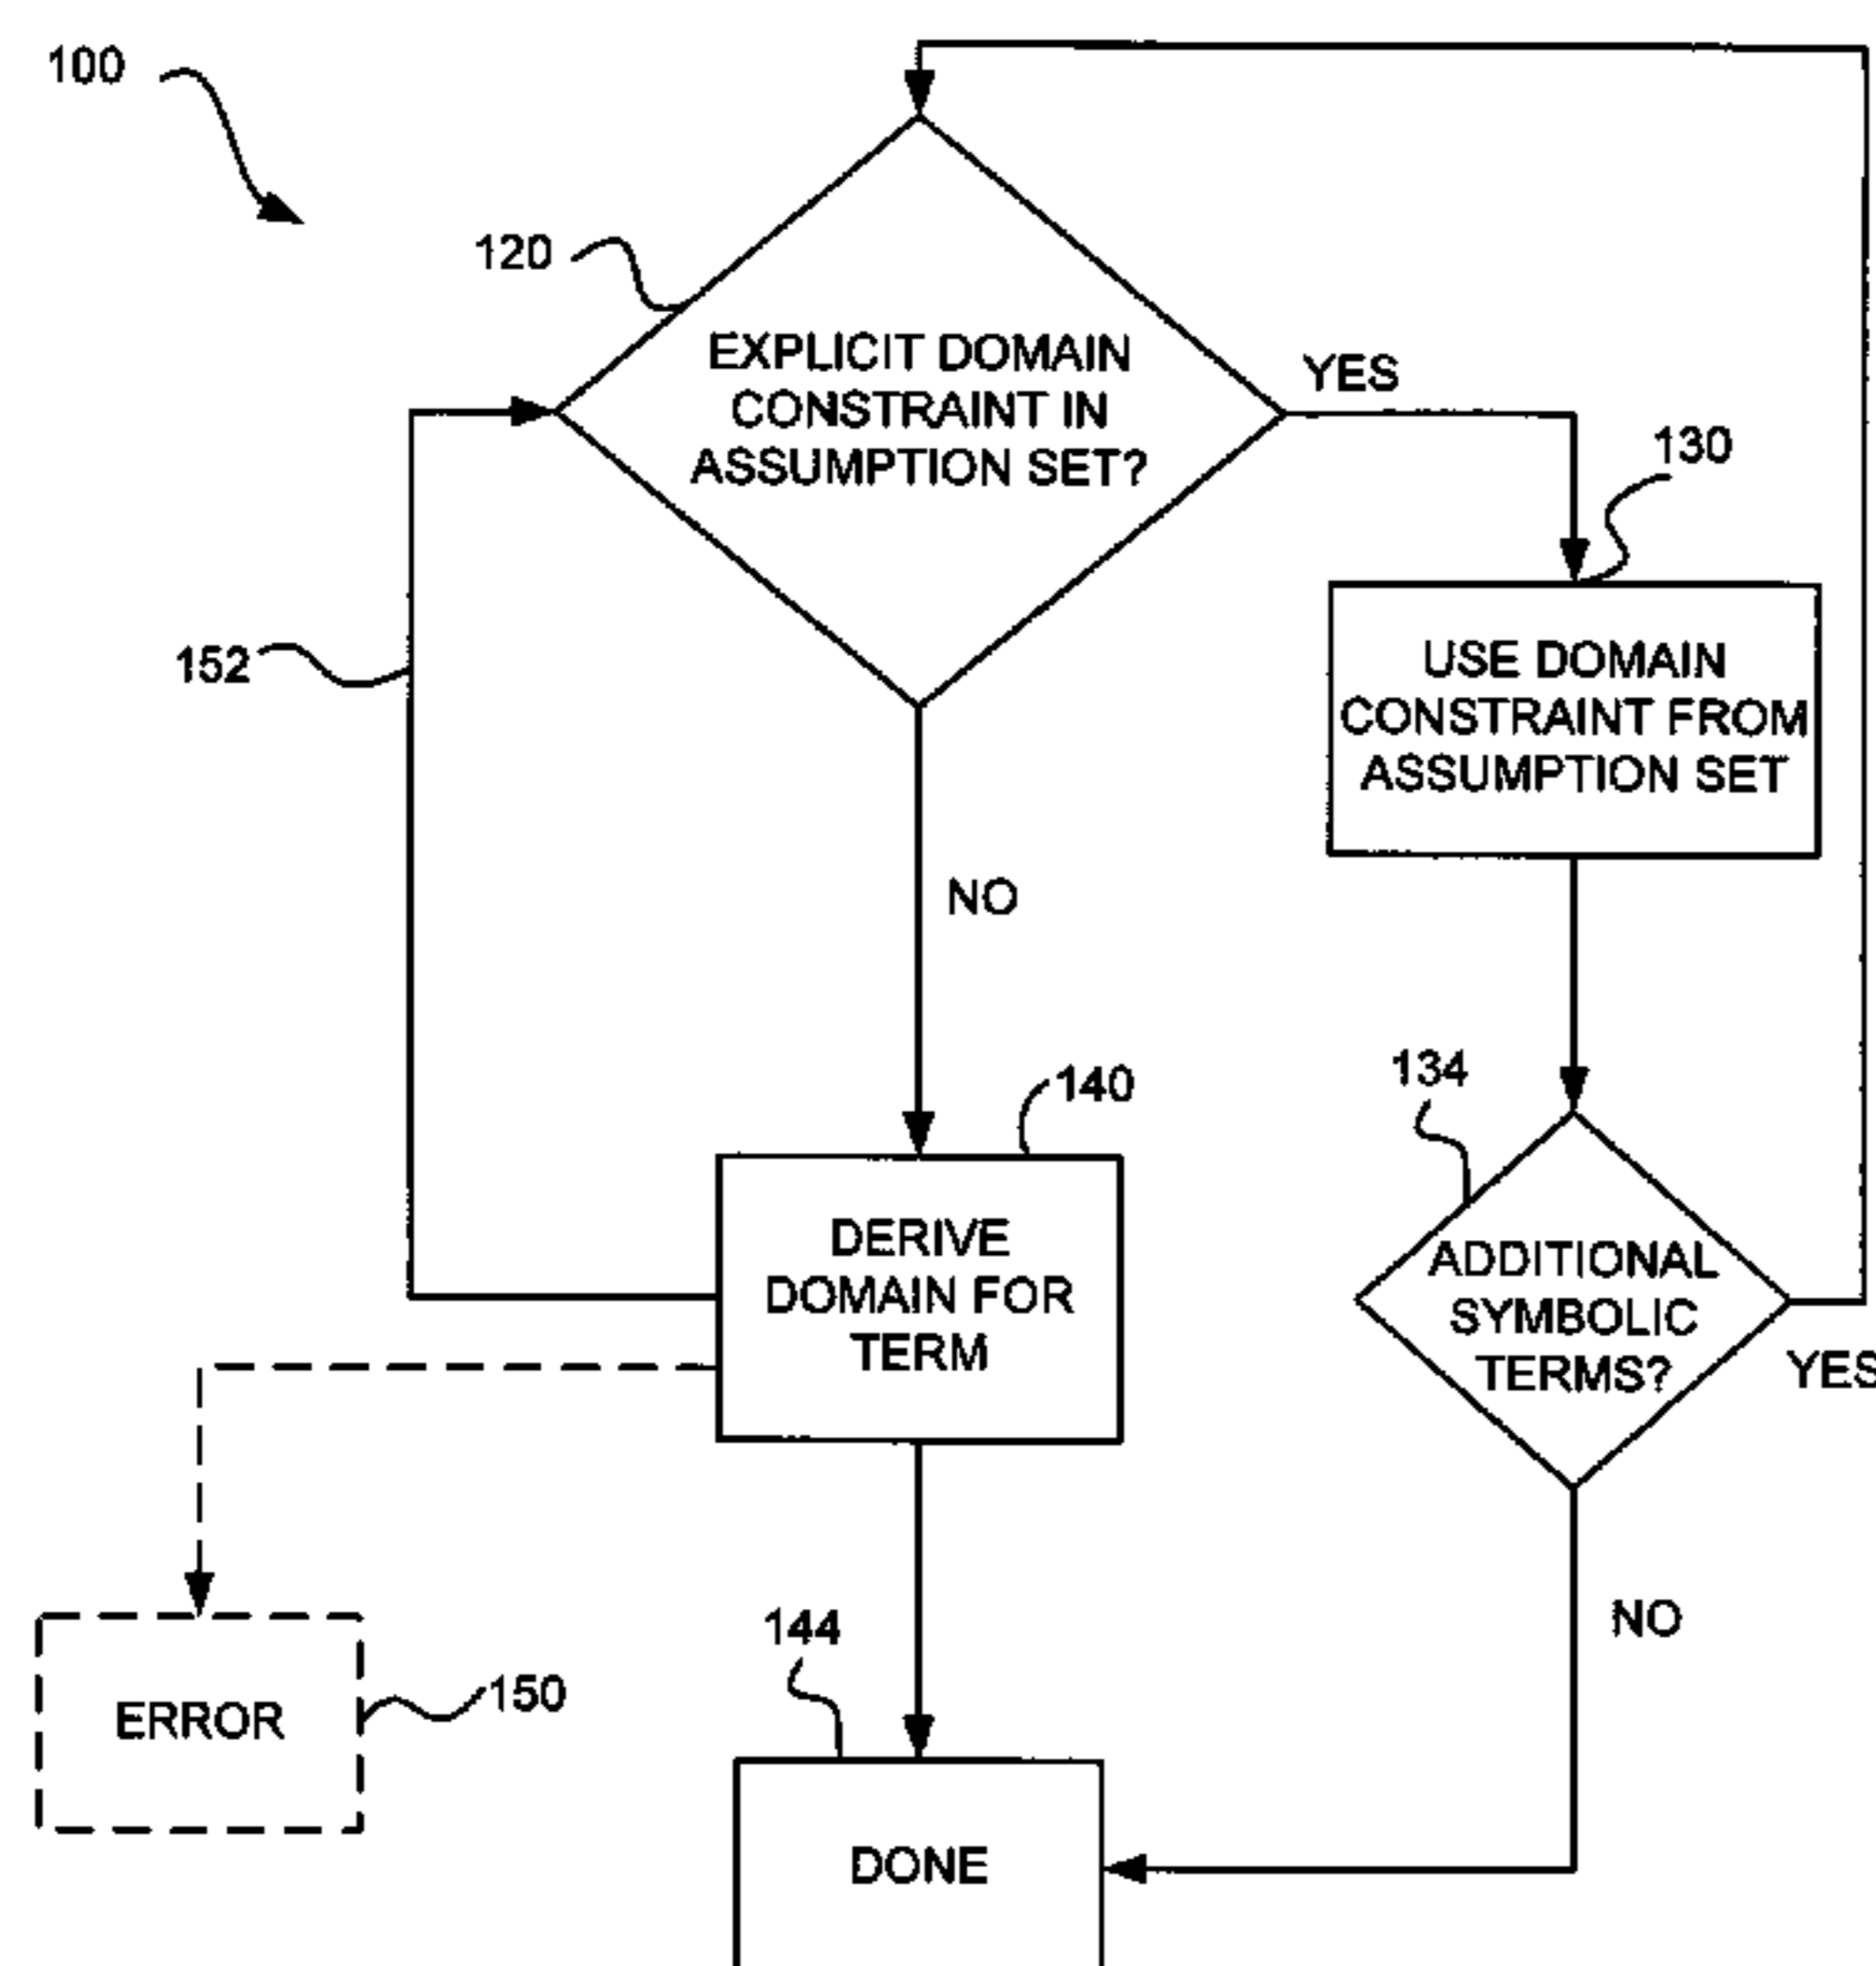 100
120
EXPLICIT DOMAIN
CONSTRAINT IN
ASSUMPTION SET?
YES
130
152
USE DOMAIN
CONSTRAINT FROM
ASSUMPTION SET
NO
134
140
DERIVE
DOMAIN FOR
TERM
ADDITIONAL
SYMBOLIC
TERMS?
YES
144
NO
ERROR
150
DONE